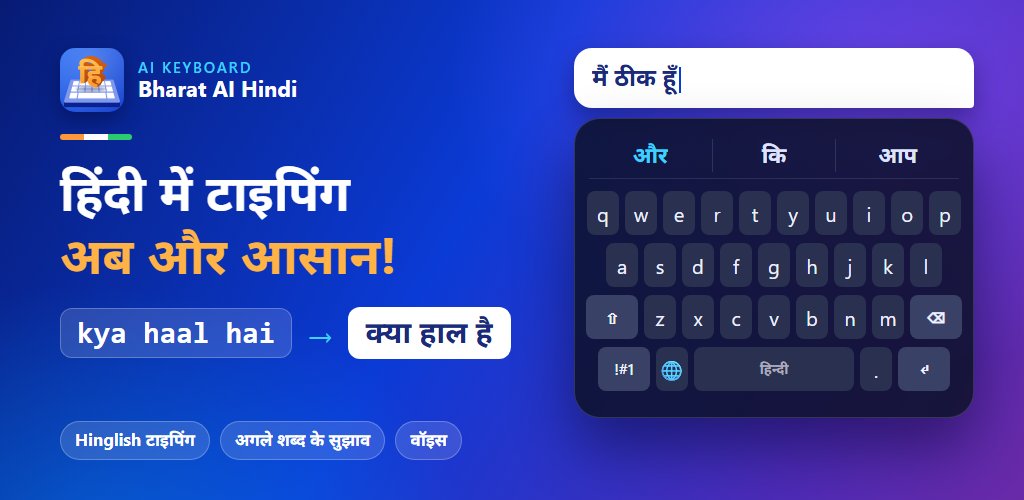 हि
AI KEYBOARD
Bharat AI Hindi
हिंदी में टाइपिंग
अब और आसान!
kya haal hai → क्या हाल है
Hinglish टाइपिंग अगले शब्द के सुझाव वॉइस
मैं ठीक हूँ
और कि आप
q w e r t y u i o p
a s d f g h j k l
⇧ z x c v b n m ⌫
!#1 🌐 हिन्दी . ↲